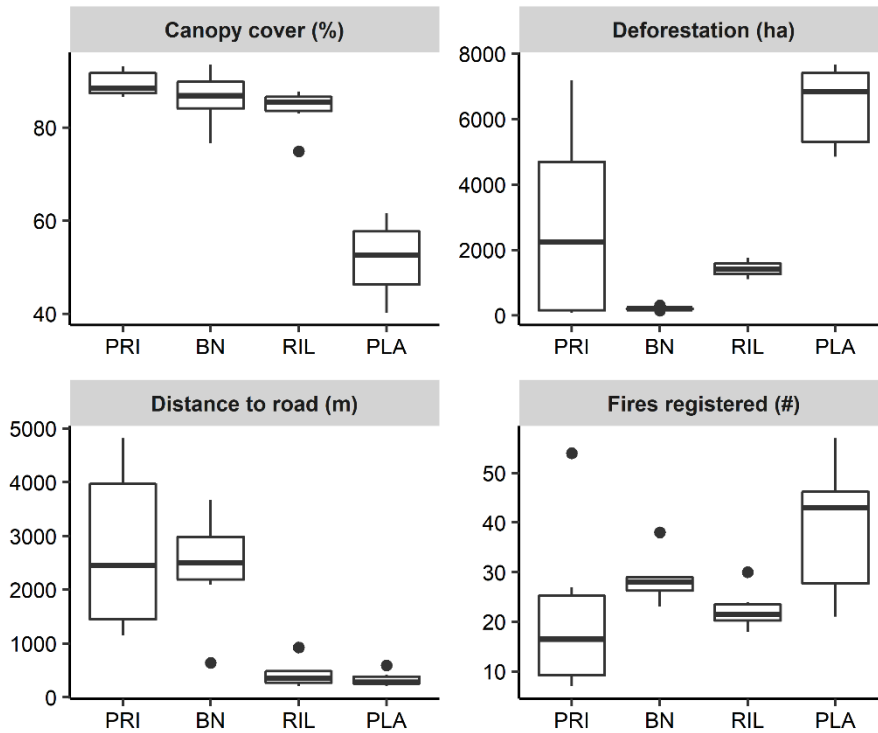 Canopy cover (%)
80
60
40
PRI BN RIL PLA
Deforestation (ha)
8000
6000
4000
2000
0
PRI BN RIL PLA
Distance to road (m)
5000
4000
3000
2000
1000
0
PRI BN RIL PLA
Fires registered (#)
50
40
30
20
10
PRI BN RIL PLA